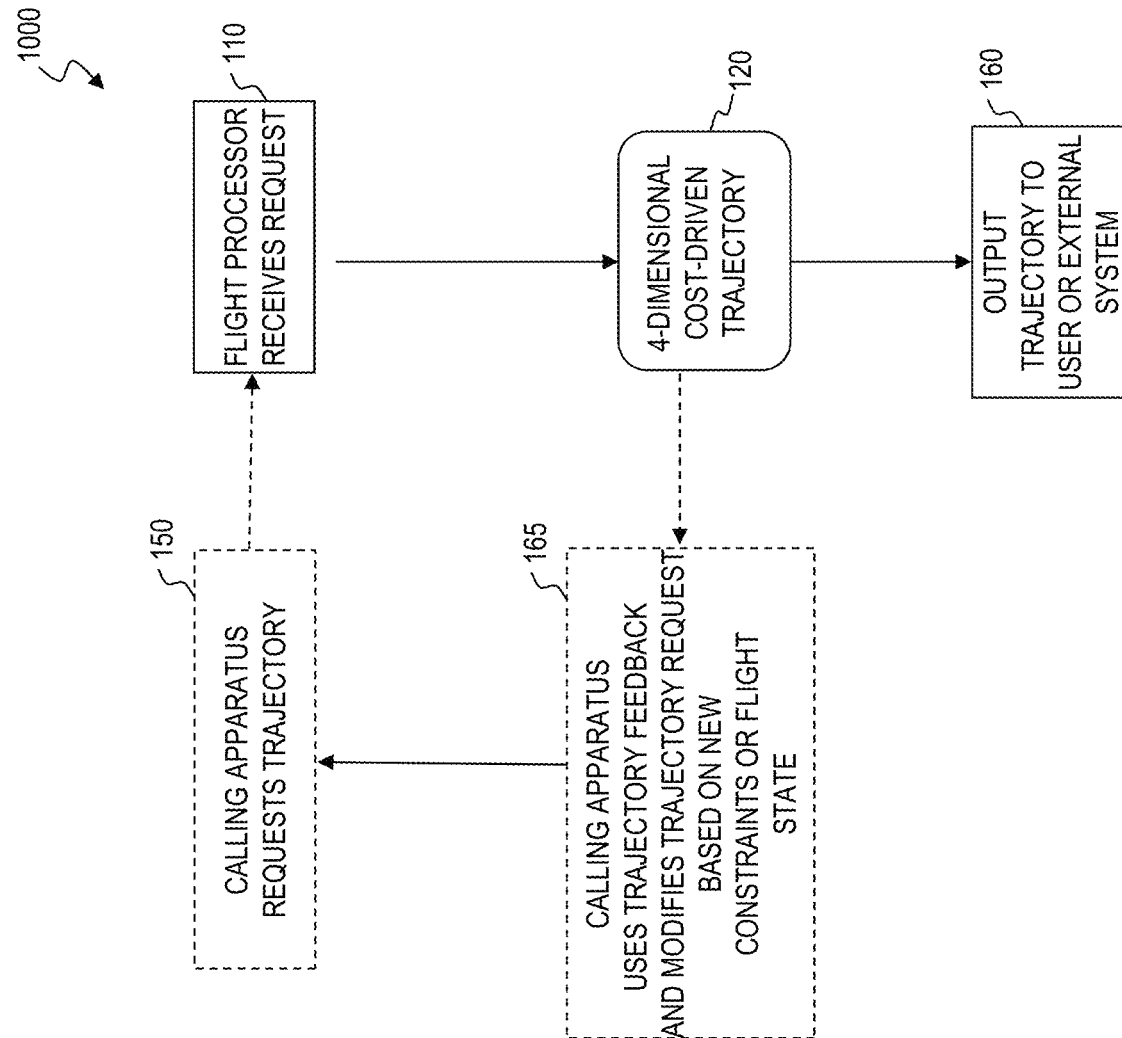 1000
150
CALLING APPARATUS
REQUESTS TRAJECTORY
110
FLIGHT PROCESSOR
RECEIVES REQUEST
165
CALLING APPARATUS
USES TRAJECTORY FEEDBACK
AND MODIFIES TRAJECTORY REQUEST
BASED ON NEW
CONSTRAINTS OR FLIGHT
STATE
120
4-DIMENSIONAL
COST-DRIVEN
TRAJECTORY
160
OUTPUT
TRAJECTORY TO
USER OR EXTERNAL
SYSTEM